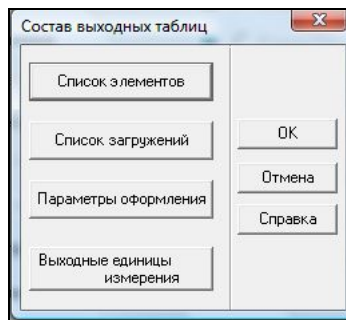 Состав выходных таблиц
Список элементов
Список загружений
Параметры оформления
Выходные единицы
измерения
OK
Отмена
Справка